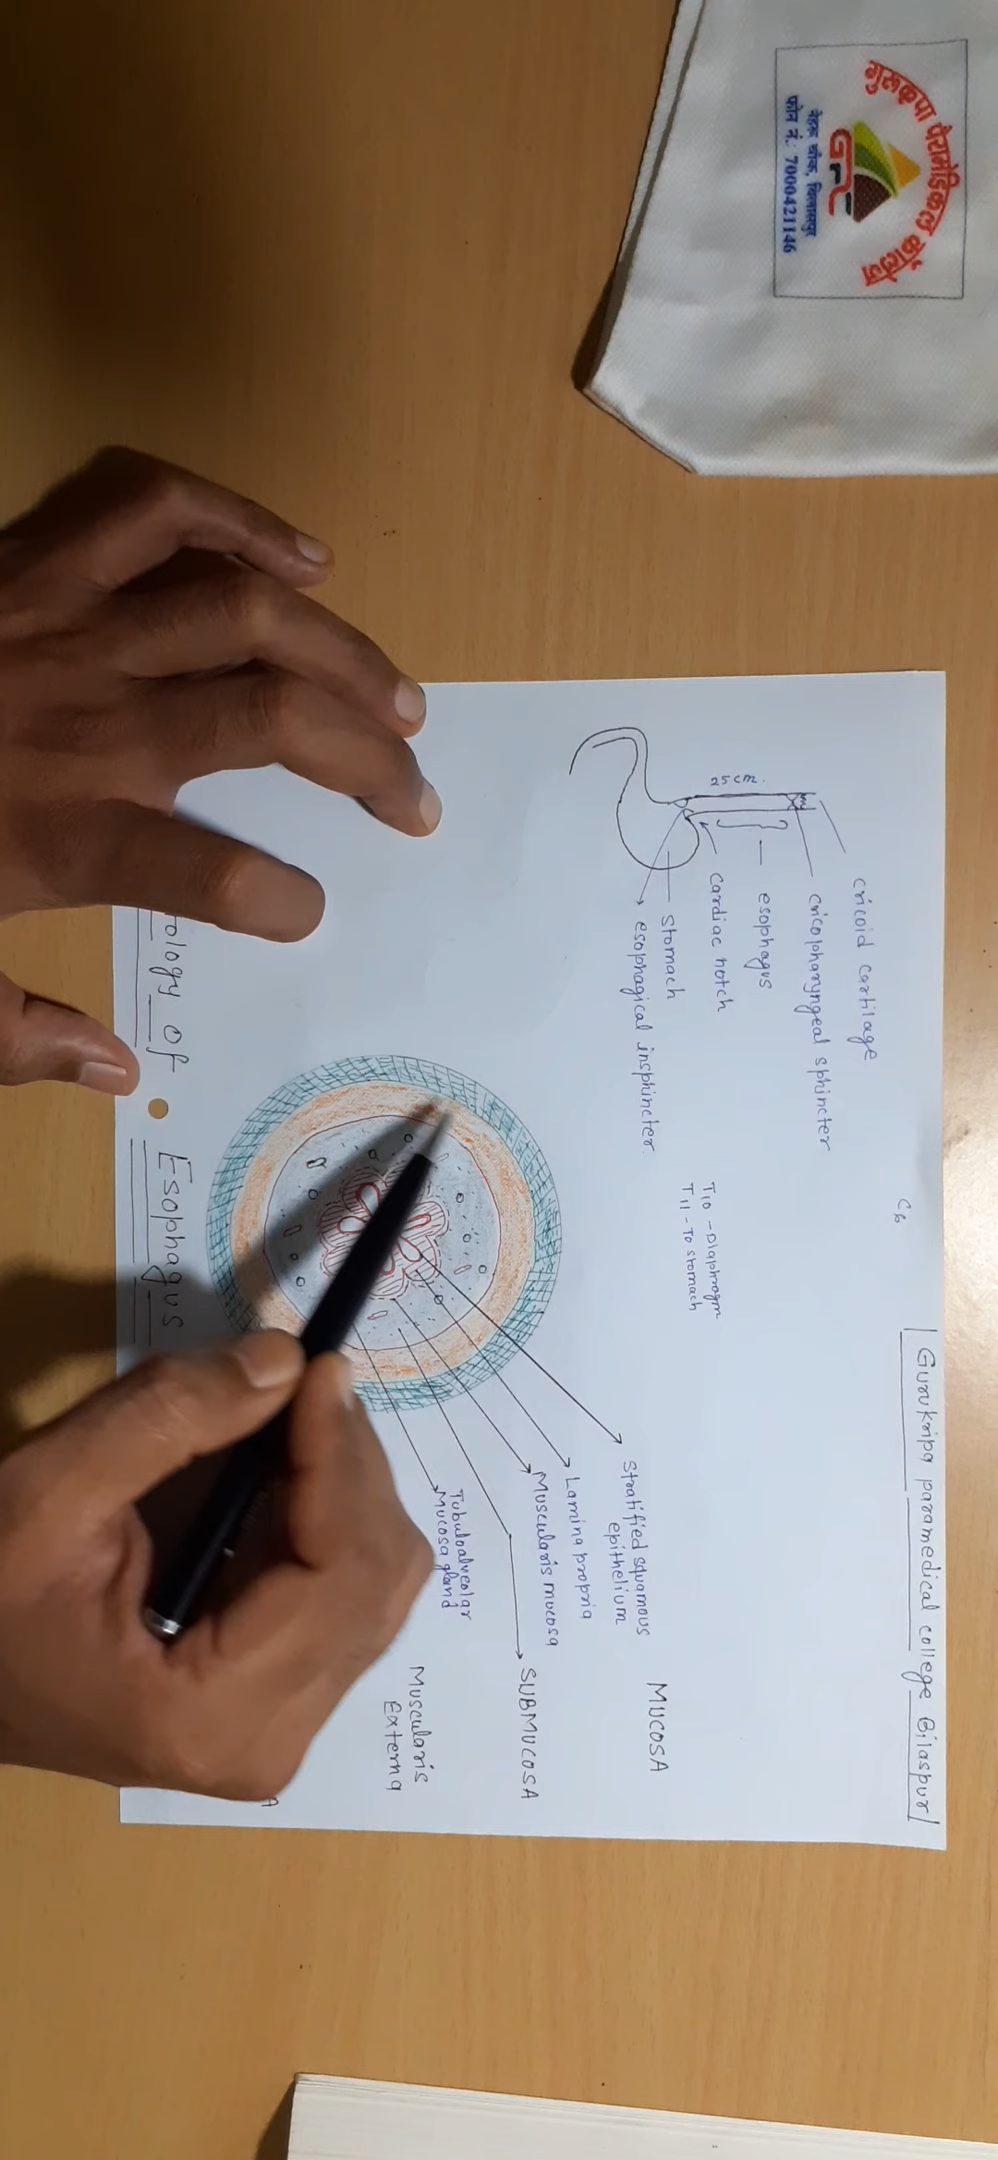 गुरुकृपा पैरामेडिकल कॉलेज
GPC
नेहरू चौक, बिलासपुर
फोन नं.: 7000421146
Gurukripa paramedical college Bilaspur
C6
cricoid cartilage
cricopharyngeal sphincter
25cm.
esophagus
cardiac notch
Stomach
esophagical insphincter
T10 - Diaphragm
T11 - To stomach
Stratified squamous
epithelium
MUCOSA
Lamina propria
Muscularis mucosa
SUBMUCOSA
Tubuloalveolar
Mucosa gland
Muscularis
Externa
of Esophagus